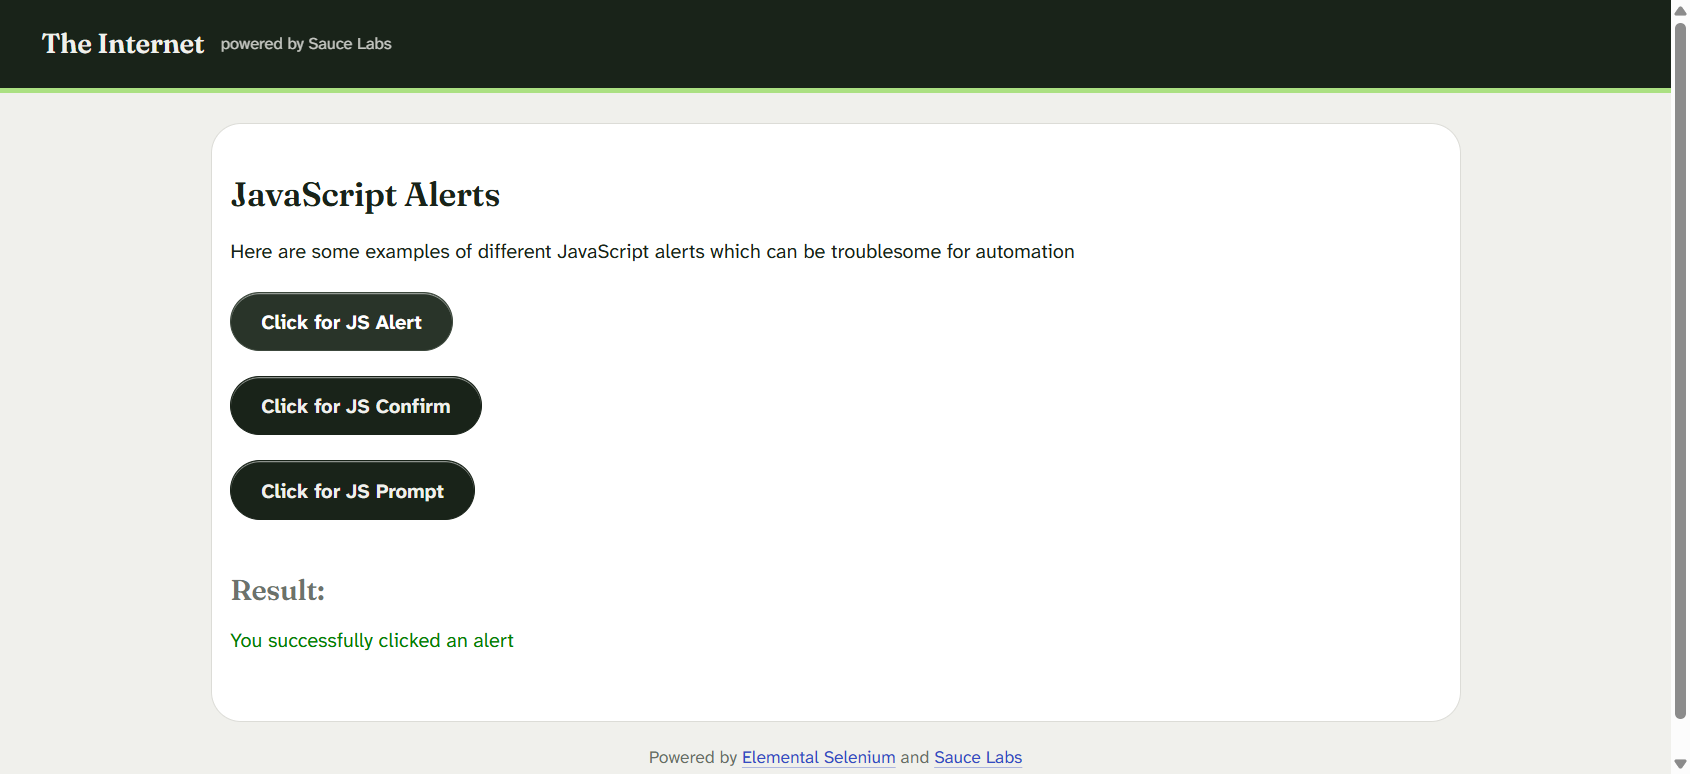 The Internet powered by Sauce Labs
JavaScript Alerts
Here are some examples of different JavaScript alerts which can be troublesome for automation
Click for JS Alert
Click for JS Confirm
Click for JS Prompt
Result:
You successfully clicked an alert
Powered by Elemental Selenium and Sauce Labs